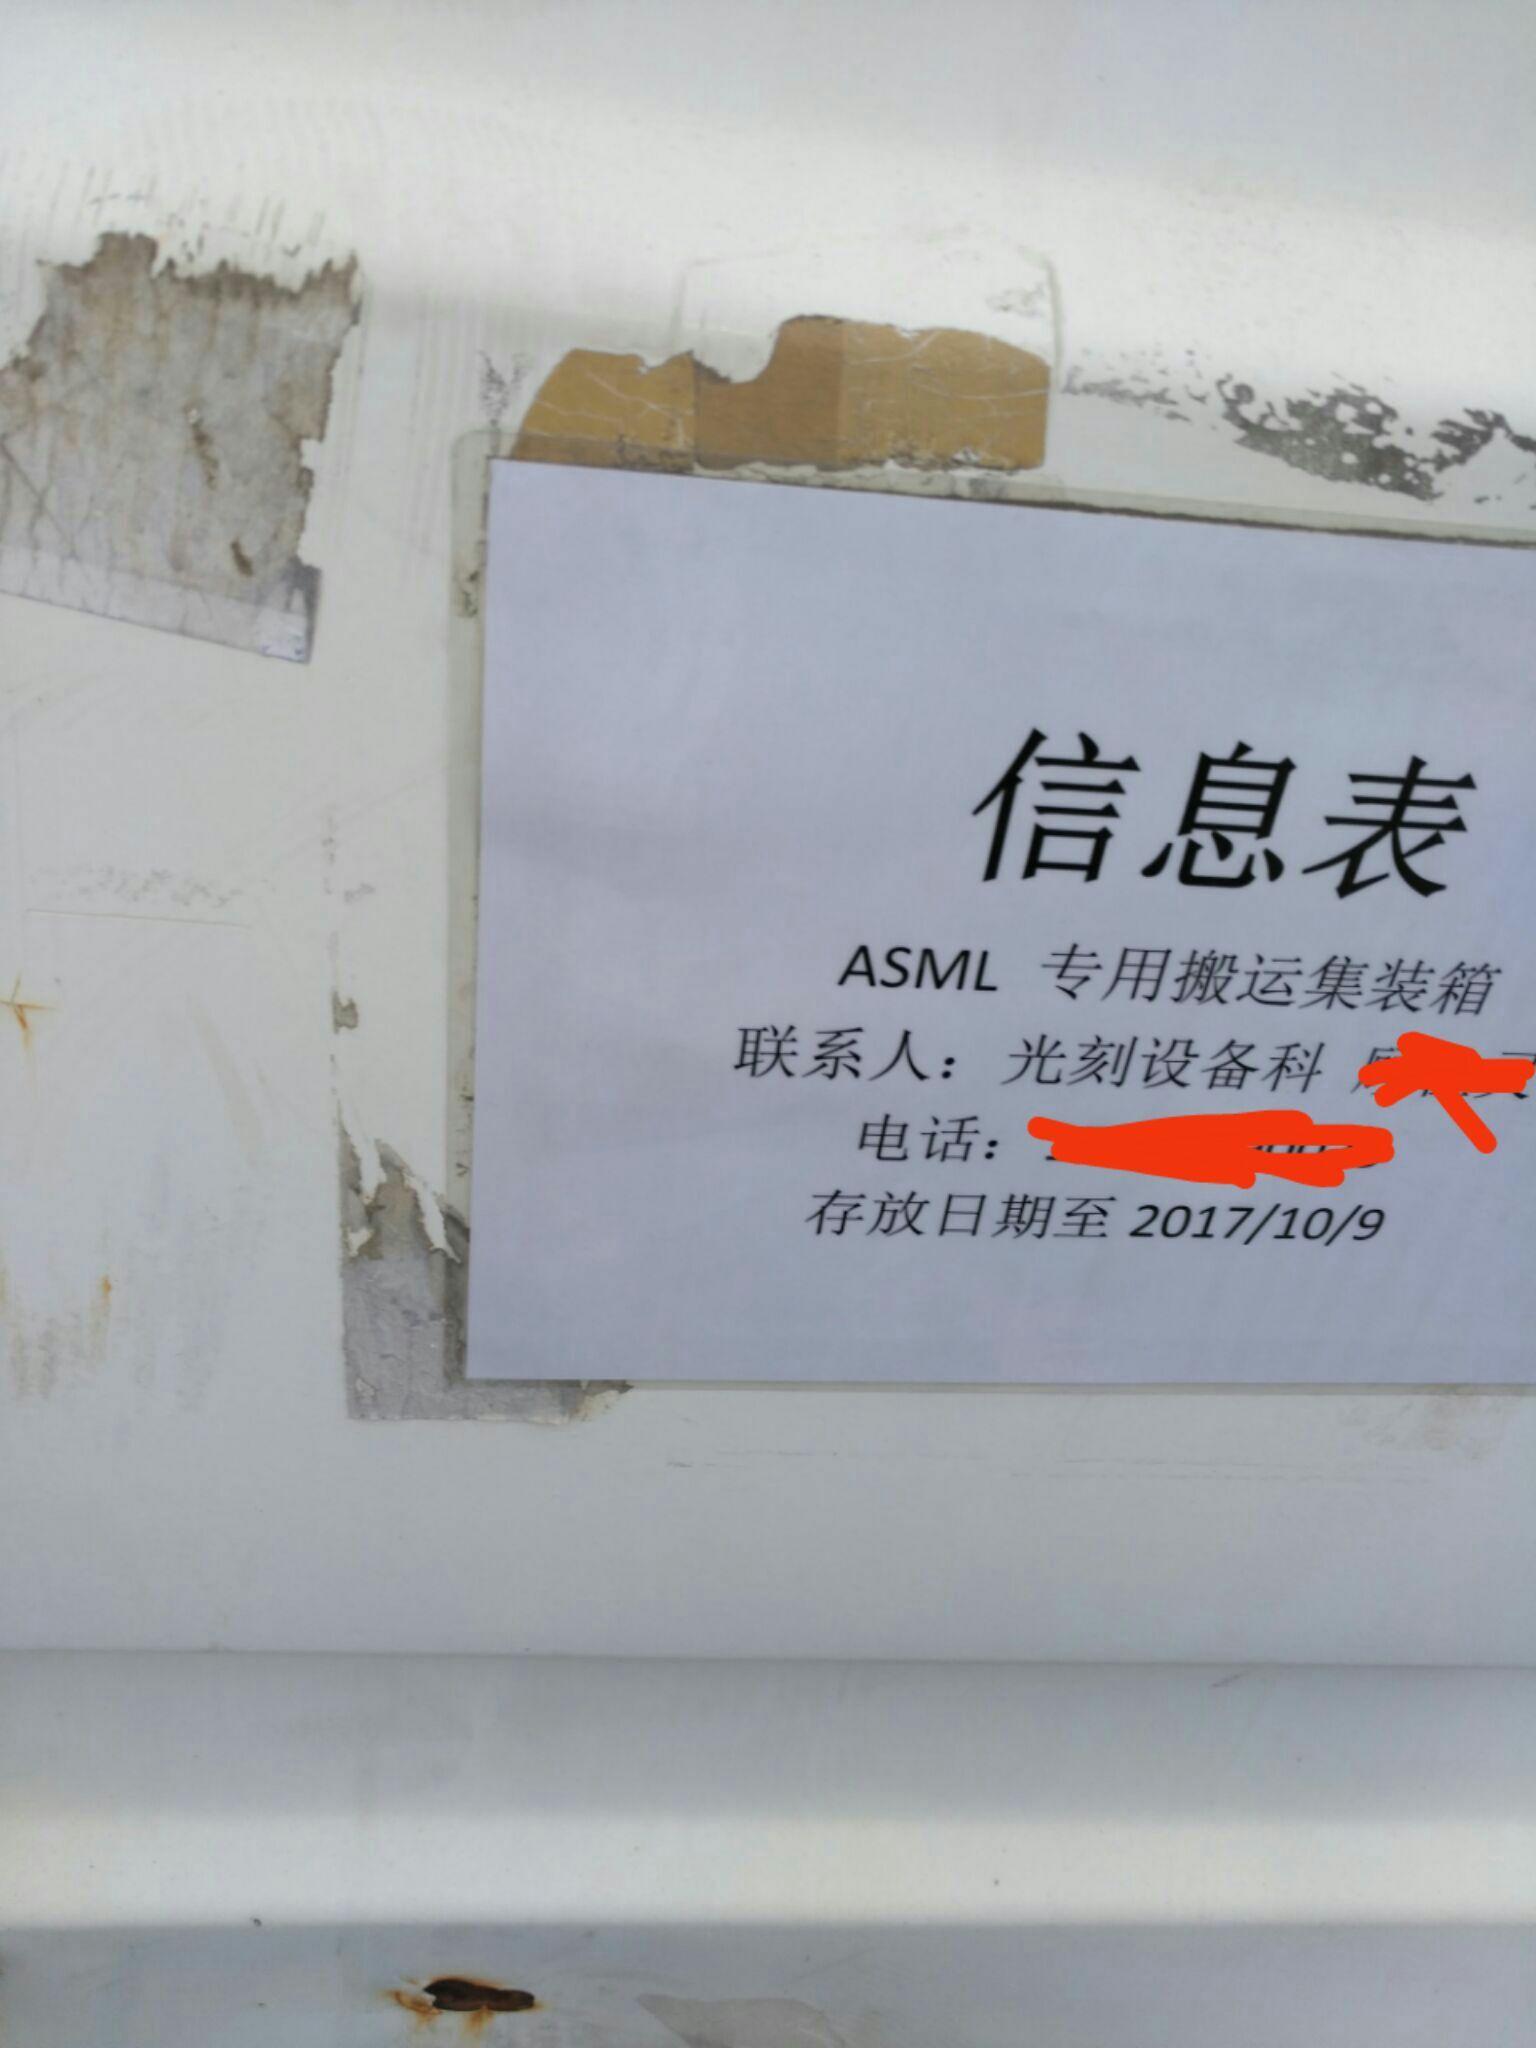 信息表
ASML 专用搬运集装箱
联系人：光刻设备科
电话：
存放日期至 2017/10/9